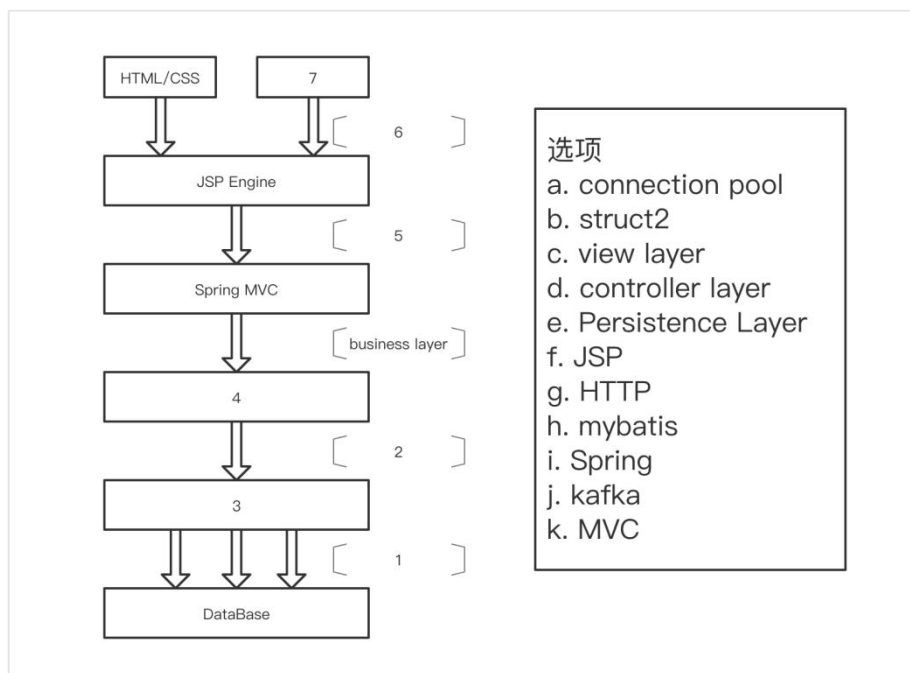 HTML/CSS
7
6
JSP Engine
5
Spring MVC
business layer
4
2
3
1
DataBase
选项
a. connection pool
b. struct2
c. view layer
d. controller layer
e. Persistence Layer
f. JSP
g. HTTP
h. mybatis
i. Spring
j. kafka
k. MVC